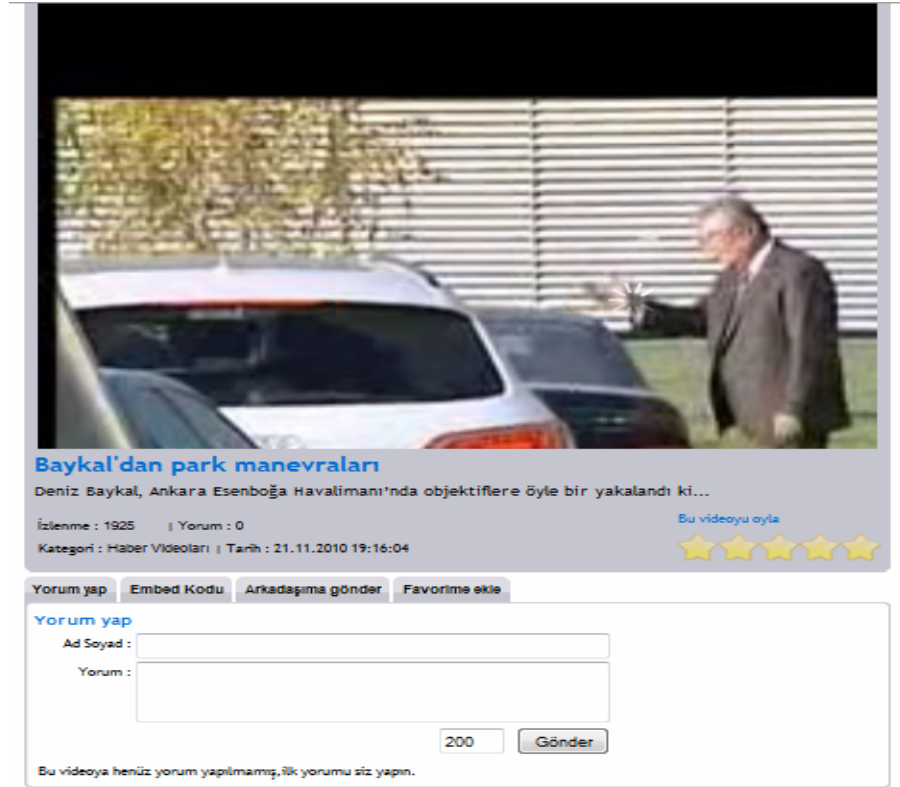 Baykal'dan park manevraları
Deniz Baykal, Ankara Esenboğa Havalimanı'nda objektiflere öyle bir yakalandı ki...
İzlenme : 1925 | Yorum : 0
Bu videoyu oyla
Kategori : Haber Videoları | Tarih : 21.11.2010 19:16:04
Yorum yap Embed Kodu Arkadaşıma gönder Favorime ekle
Yorum yap
Ad Soyad :
Yorum :
200 Gönder
Bu videoya henüz yorum yapılmamış,ilk yorumu siz yapın.